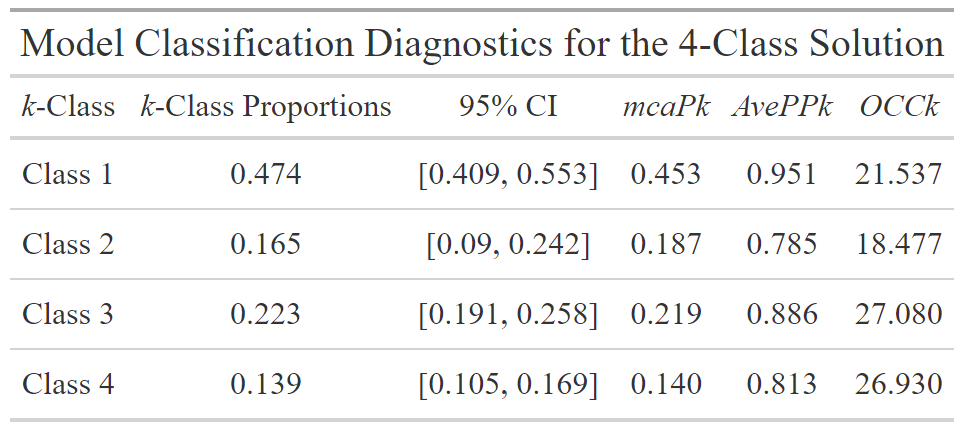 Model Classification Diagnostics for the 4-Class Solution
k-Class k-Class Proportions 95% CI mcaPk AvePPk OCCk
Class 1 0.474 [0.409, 0.553] 0.453 0.951 21.537
Class 2 0.165 [0.09, 0.242] 0.187 0.785 18.477
Class 3 0.223 [0.191, 0.258] 0.219 0.886 27.080
Class 4 0.139 [0.105, 0.169] 0.140 0.813 26.930